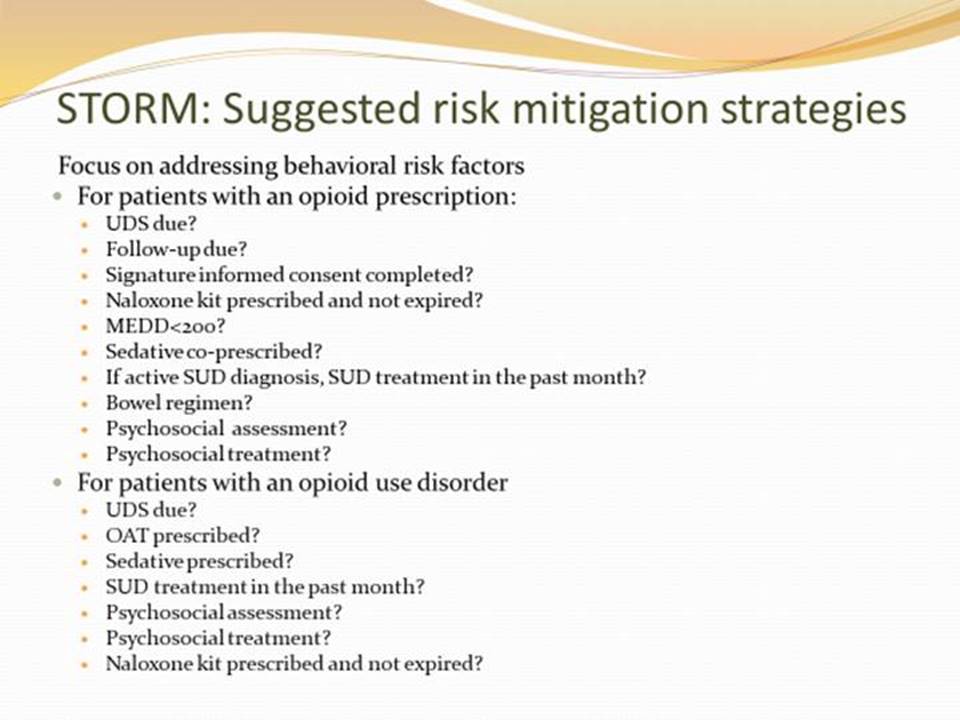 STORM: Suggested risk mitigation strategies
Focus on addressing behavioral risk factors
• For patients with an opioid prescription:
• UDS due?
• Follow-up due?
• Signature informed consent completed?
• Naloxone kit prescribed and not expired?
• MEDD<200?
• Sedative co-prescribed?
• If active SUD diagnosis, SUD treatment in the past month?
• Bowel regimen?
• Psychosocial assessment?
• Psychosocial treatment?
• For patients with an opioid use disorder
• UDS due?
• OAT prescribed?
• Sedative prescribed?
• SUD treatment in the past month?
• Psychosocial assessment?
• Psychosocial treatment?
• Naloxone kit prescribed and not expired?